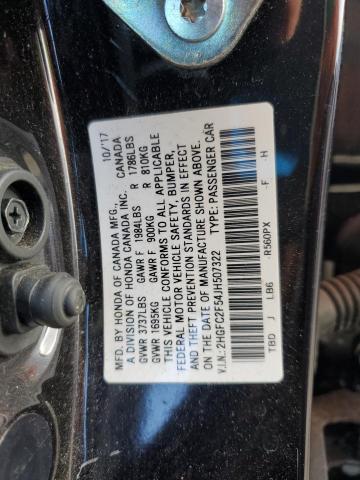 MFD. BY HONDA OF CANADA MFG., 10/'17
A DIVISION OF HONDA CANADA INC. CANADA
GVWR 3737LBS GAWR F 1984LBS R 1786LBS
GVWR 1695KG GAWR F 900KG R 810KG
THIS VEHICLE CONFORMS TO ALL APPLICABLE
FEDERAL MOTOR VEHICLE SAFETY, BUMPER,
AND THEFT PREVENTION STANDARDS IN EFFECT
ON THE DATE OF MANUFACTURE SHOWN ABOVE.
V.I.N.: 2HGFC2F54JH507322 TYPE: PASSENGER CAR
TBD J LB6 R560PX F H